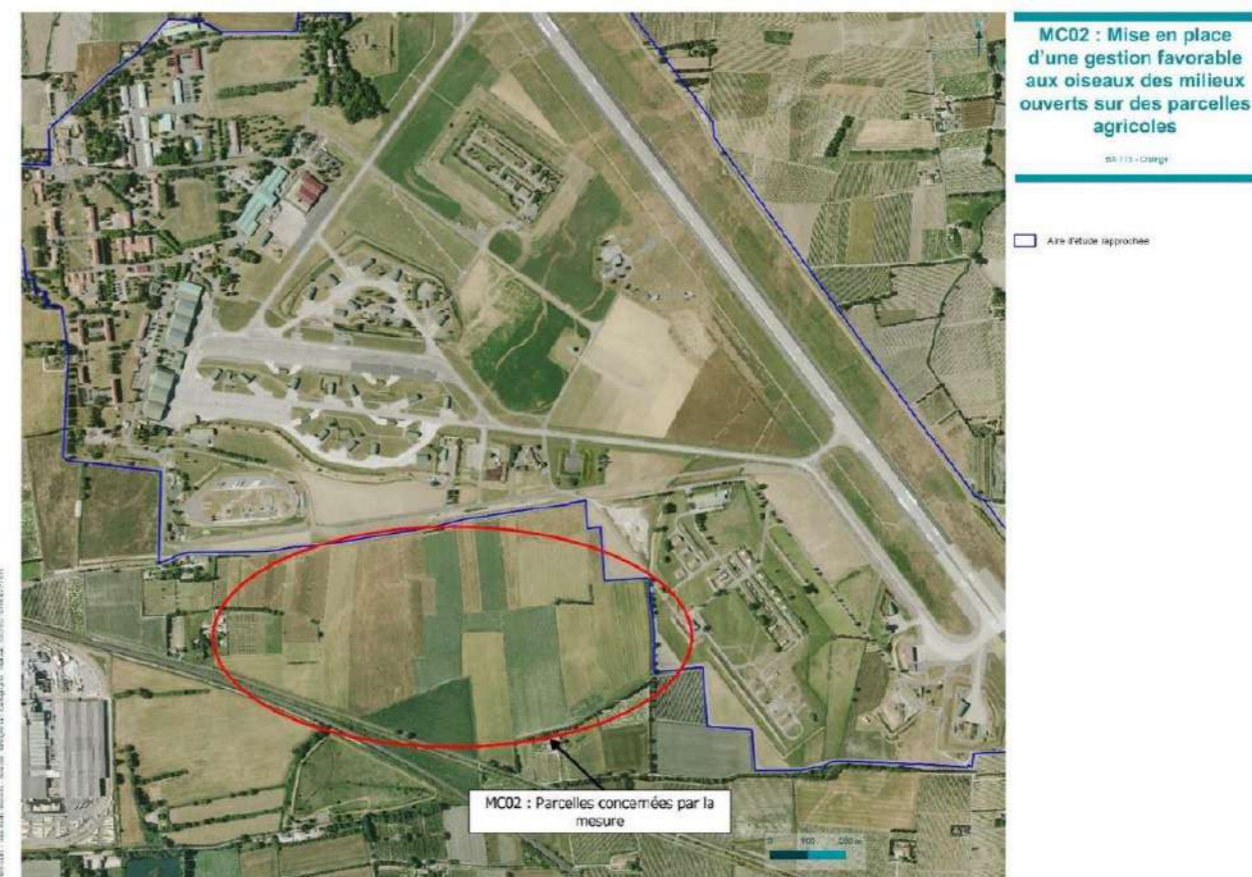 MC02 : Mise en place
d'une gestion favorable
aux oiseaux des milieux
ouverts sur des parcelles
agricoles
Aire d'étude rapprochée
MC02 : Parcelles concernées par la
mesure
0